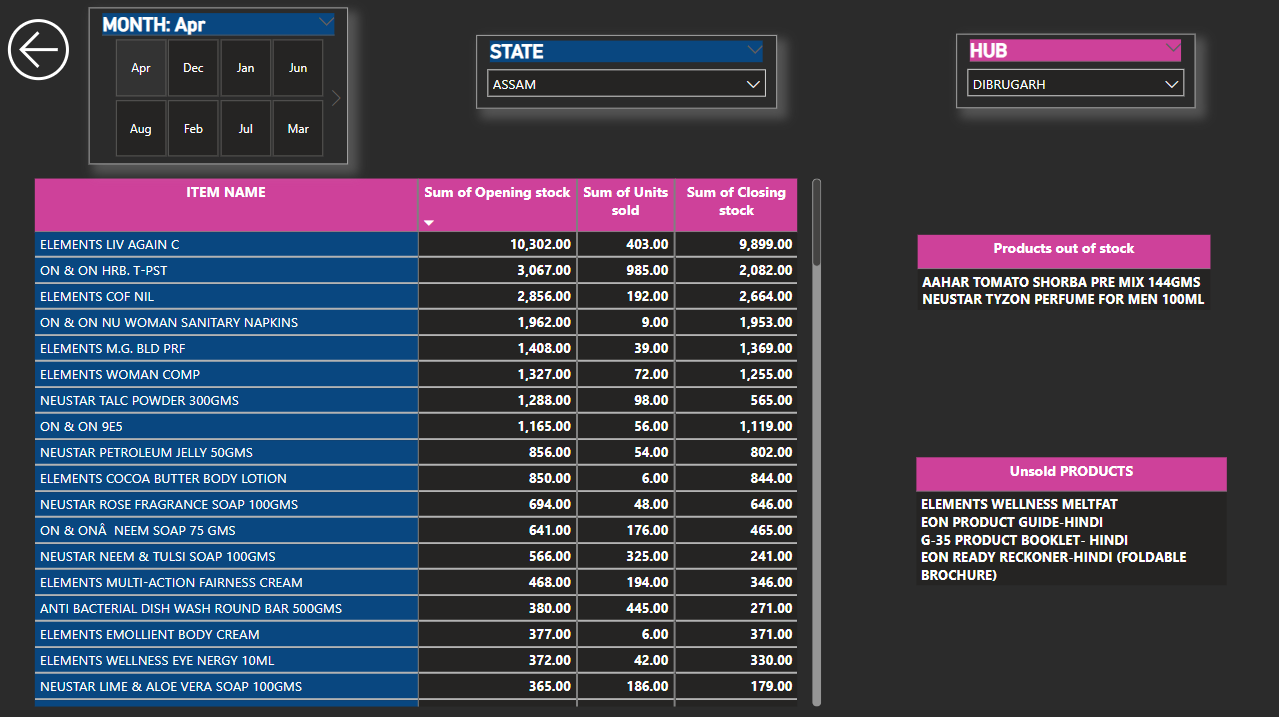 MONTH: Apr
Apr Dec Jan Jun
Aug Feb Jul Mar
STATE
ASSAM
HUB
DIBRUGARH
ITEM NAME Sum of Opening stock Sum of Units sold Sum of Closing stock
ELEMENTS LIV AGAIN C 10,302.00 403.00 9,899.00
ON & ON HRB. T-PST 3,067.00 985.00 2,082.00
ELEMENTS COF NIL 2,856.00 192.00 2,664.00
ON & ON NU WOMAN SANITARY NAPKINS 1,962.00 9.00 1,953.00
ELEMENTS M.G. BLD PRF 1,408.00 39.00 1,369.00
ELEMENTS WOMAN COMP 1,327.00 72.00 1,255.00
NEUSTAR TALC POWDER 300GMS 1,288.00 98.00 565.00
ON & ON 9E5 1,165.00 56.00 1,119.00
NEUSTAR PETROLEUM JELLY 50GMS 856.00 54.00 802.00
ELEMENTS COCOA BUTTER BODY LOTION 850.00 6.00 844.00
NEUSTAR ROSE FRAGRANCE SOAP 100GMS 694.00 48.00 646.00
ON & ONÂ  NEEM SOAP 75 GMS 641.00 176.00 465.00
NEUSTAR NEEM & TULSI SOAP 100GMS 566.00 325.00 241.00
ELEMENTS MULTI-ACTION FAIRNESS CREAM 468.00 194.00 346.00
ANTI BACTERIAL DISH WASH ROUND BAR 500GMS 380.00 445.00 271.00
ELEMENTS EMOLLIENT BODY CREAM 377.00 6.00 371.00
ELEMENTS WELLNESS EYE NERGY 10ML 372.00 42.00 330.00
NEUSTAR LIME & ALOE VERA SOAP 100GMS 365.00 186.00 179.00
Products out of stock
AAHAR TOMATO SHORBA PRE MIX 144GMS
NEUSTAR TYZON PERFUME FOR MEN 100ML
Unsold PRODUCTS
ELEMENTS WELLNESS MELTFAT
EON PRODUCT GUIDE-HINDI
G-35 PRODUCT BOOKLET- HINDI
EON READY RECKONER-HINDI (FOLDABLE
BROCHURE)